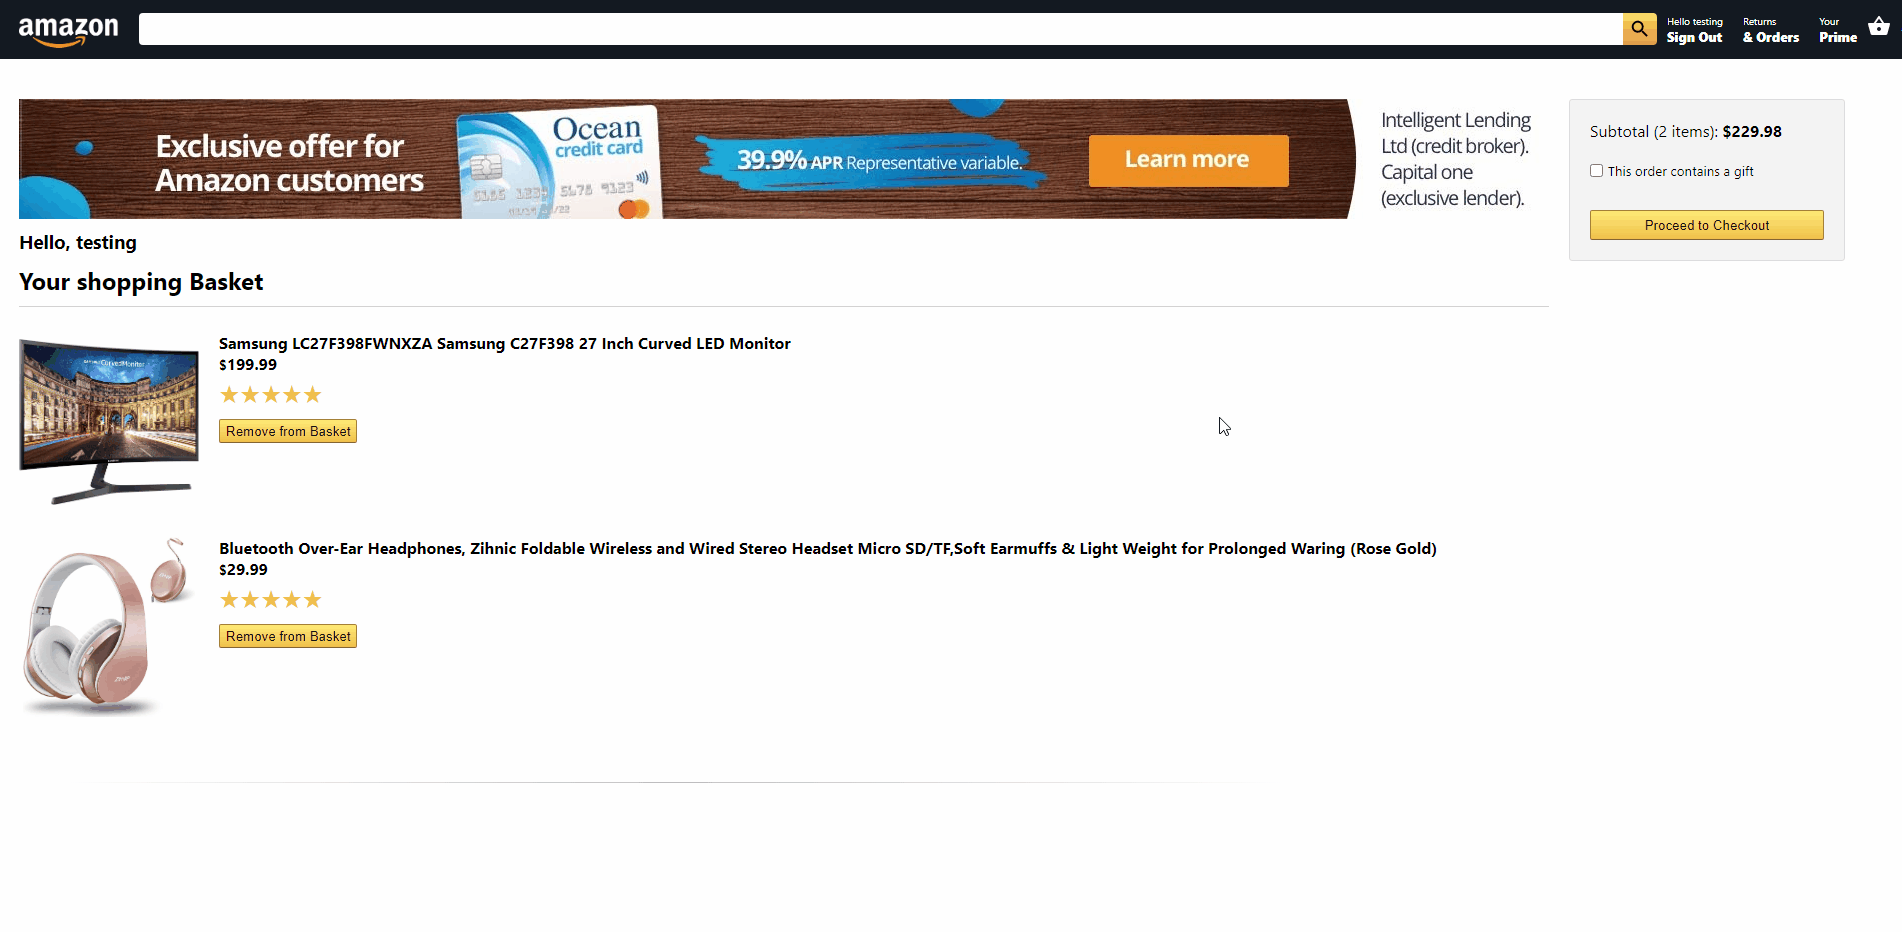 amazon
Hello testing
Sign Out
Returns
& Orders
Your
Prime
Exclusive offer for
Amazon customers
Ocean
credit card
39.9% APR Representative variable.
Learn more
Intelligent Lending
Ltd (credit broker).
Capital one
(exclusive lender).
Subtotal (2 items): $229.98
This order contains a gift
Proceed to Checkout
Hello, testing
Your shopping Basket
Samsung LC27F398FWNXZA Samsung C27F398 27 Inch Curved LED Monitor
$199.99
★★★★★
Remove from Basket
Bluetooth Over-Ear Headphones, Zihnic Foldable Wireless and Wired Stereo Headset Micro SD/TF,Soft Earmuffs & Light Weight for Prolonged Waring (Rose Gold)
$29.99
★★★★★
Remove from Basket